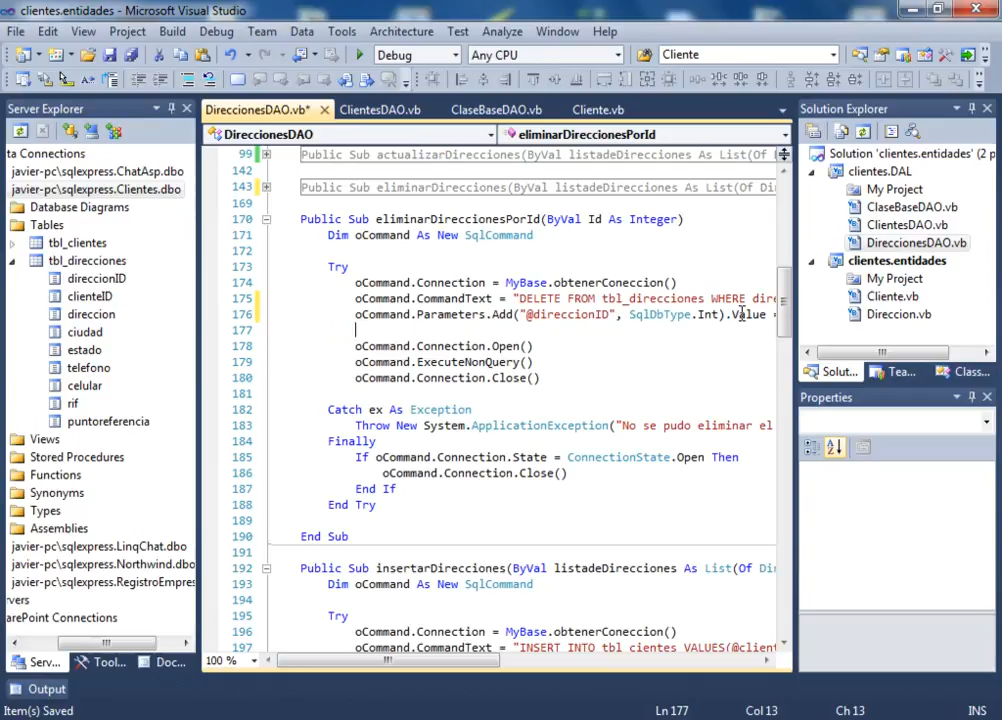 clientes.entidades - Microsoft Visual Studio
File Edit View Project Build Debug Team Data Tools Architecture Test Analyze Window Help
Debug Any CPU Cliente
Server Explorer
ta Connections
javier-pc\sqlexpress.ChatAsp.dbo
javier-pc\sqlexpress.Clientes.dbo
Database Diagrams
Tables
tbl_clientes
tbl_direcciones
direccionID
clienteID
direccion
ciudad
estado
telefono
celular
rif
puntoreferencia
Views
Stored Procedures
Functions
Synonyms
Types
Assemblies
javier-pc\sqlexpress.LinqChat.dbo
javier-pc\sqlexpress.Northwind.dbo
javier-pc\sqlexpress.RegistroEmpres
rvers
arePoint Connections
Serv... Tool... Doc...
DireccionesDAO.vb* ClientesDAO.vb ClaseBaseDAO.vb Cliente.vb
DireccionesDAO eliminarDireccionesPorId
99 Public Sub actualizarDirecciones(ByVal listadeDirecciones As List(Of D
142
143 Public Sub eliminarDirecciones(ByVal listadeDirecciones As List(Of Di
169
170 Public Sub eliminarDireccionesPorId(ByVal Id As Integer)
171 Dim oCommand As New SqlCommand
172
173 Try
174 oCommand.Connection = MyBase.obtenerConeccion()
175 oCommand.CommandText = "DELETE FROM tbl_direcciones WHERE dire
176 oCommand.Parameters.Add("@direccionID", SqlDbType.Int).Value =
177
178 oCommand.Connection.Open()
179 oCommand.ExecuteNonQuery()
180 oCommand.Connection.Close()
181
182 Catch ex As Exception
183 Throw New System.ApplicationException("No se pudo eliminar el
184 Finally
185 If oCommand.Connection.State = ConnectionState.Open Then
186 oCommand.Connection.Close()
187 End If
188 End Try
189
190 End Sub
191
192 Public Sub insertarDirecciones(ByVal listadeDirecciones As List(Of Di
193 Dim oCommand As New SqlCommand
194
195 Try
196 oCommand.Connection = MyBase.obtenerConeccion()
197 oCommand.CommandText = "INSERT INTO tbl_cientes VALUES(@client
100 %
Solution Explorer
Solution 'clientes.entidades' (2 p
clientes.DAL
My Project
ClaseBaseDAO.vb
ClientesDAO.vb
DireccionesDAO.vb
clientes.entidades
My Project
Cliente.vb
Direccion.vb
Solut... Tea... Class...
Properties
Output
Item(s) Saved Ln 177 Col 13 Ch 13 INS